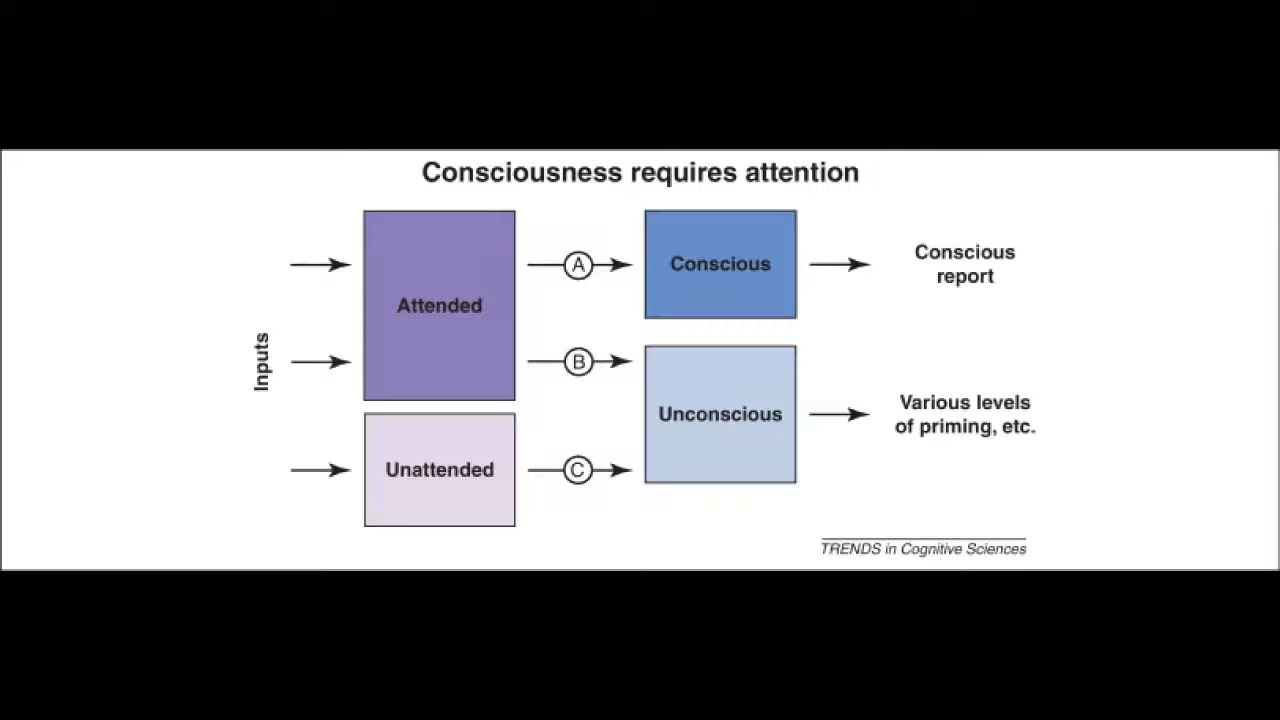 Consciousness requires attention
Inputs
Attended
Unattended
A
B
C
Conscious
Unconscious
Conscious
report
Various levels
of priming, etc.
TRENDS in Cognitive Sciences